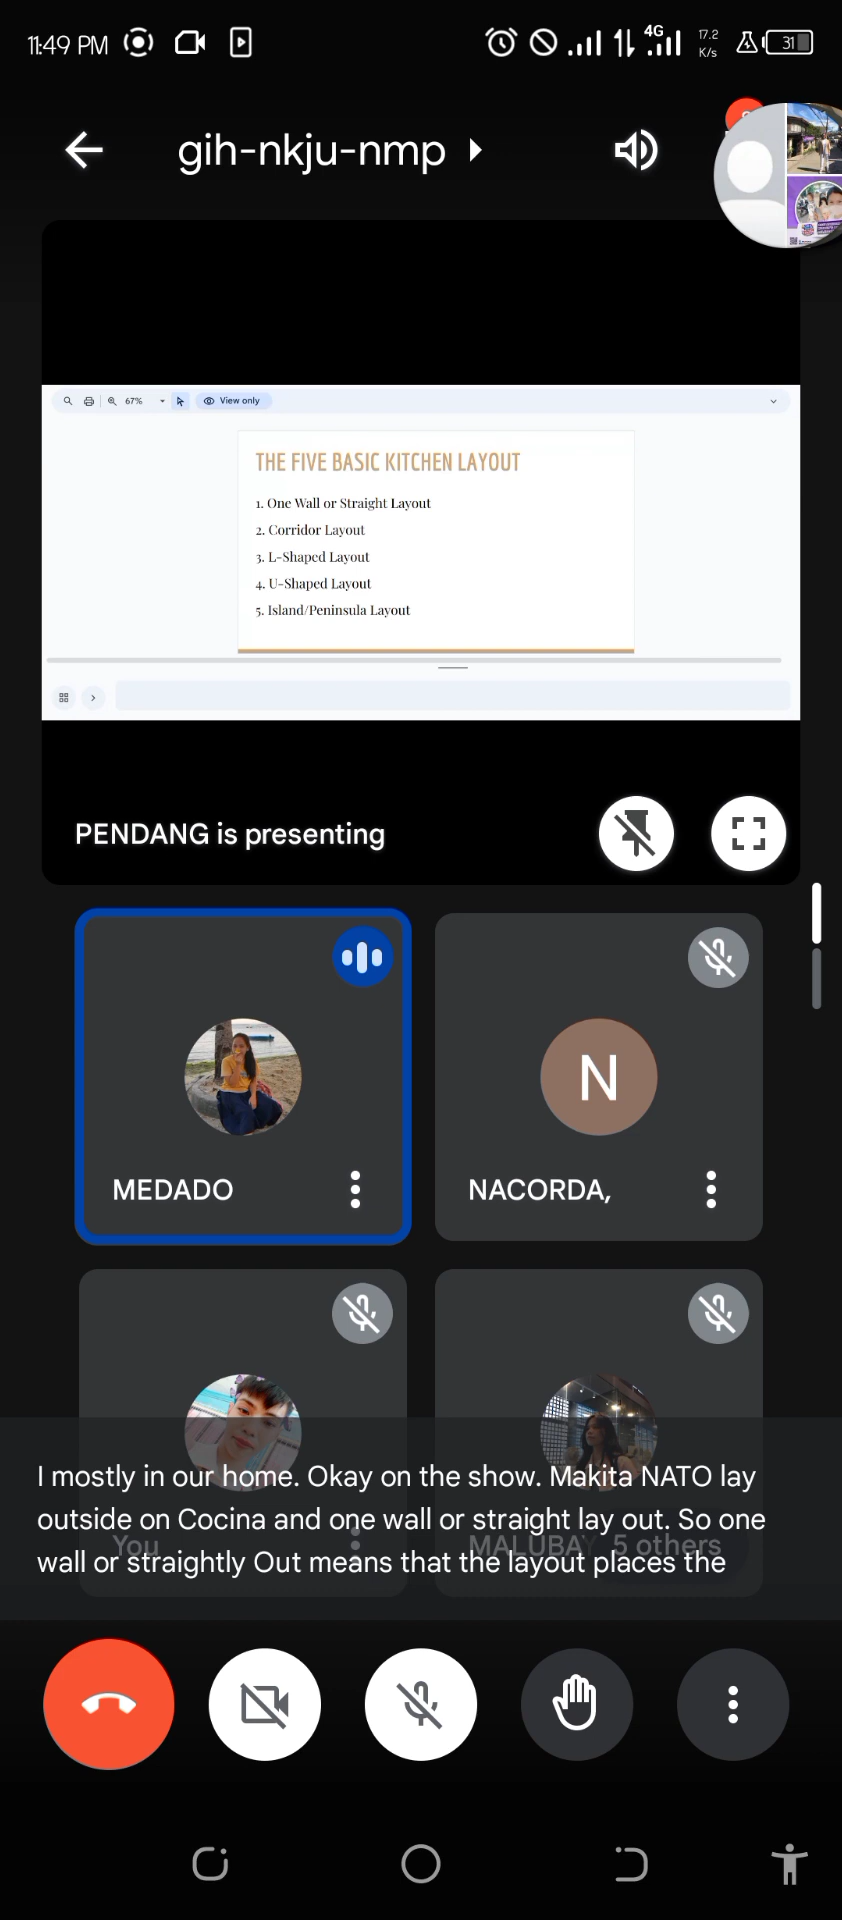 11:49 PM
4G
17.2
K/s
31
gih-nkju-nmp
67%
View only
THE FIVE BASIC KITCHEN LAYOUT
1. One Wall or Straight Layout
2. Corridor Layout
3. L-Shaped Layout
4. U-Shaped Layout
5. Island/Peninsula Layout
PENDANG is presenting
MEDADO
N
NACORDA,
I mostly in our home. Okay on the show. Makita NATO lay
outside on Cocina and one wall or straight lay out. So one
You
MALUBAY
5 others
wall or straightly Out means that the layout places the